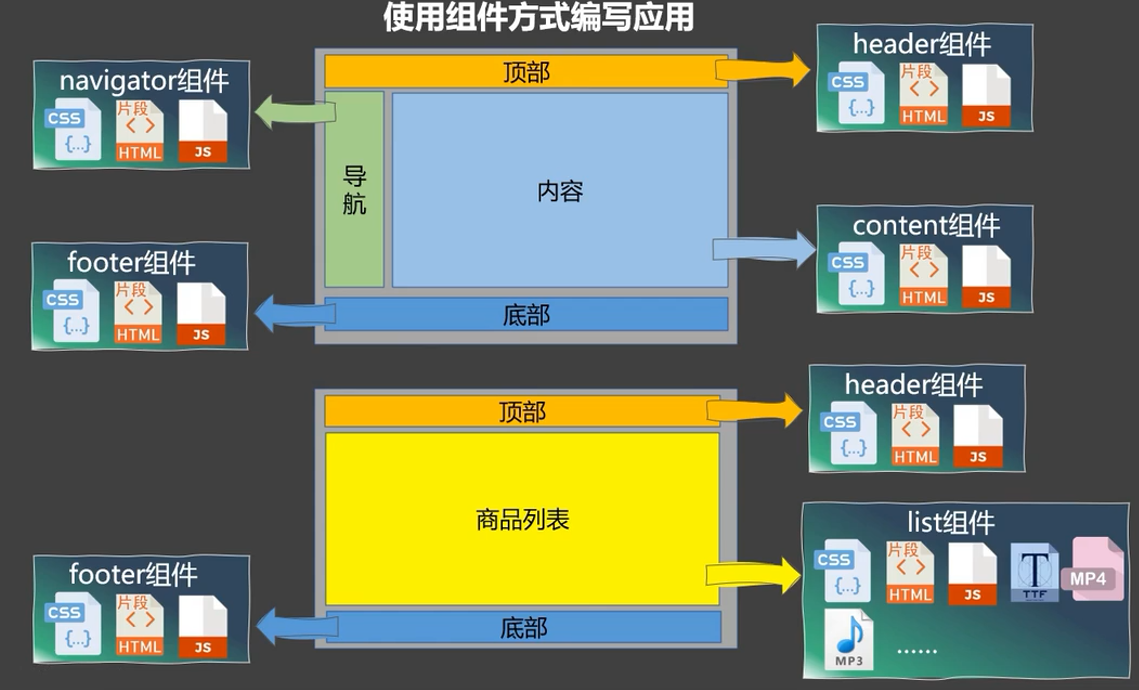 使用组件方式编写应用
navigator组件
CSS
{...}
片段
<>
HTML
JS
顶部
导航
内容
底部
header组件
CSS
{...}
片段
<>
HTML
JS
footer组件
CSS
{...}
片段
<>
HTML
JS
content组件
CSS
{...}
片段
<>
HTML
JS
顶部
商品列表
底部
header组件
CSS
{...}
片段
<>
HTML
JS
footer组件
CSS
{...}
片段
<>
HTML
JS
list组件
CSS
{...}
片段
<>
HTML
JS
T
TTF
MP4
MP3
......